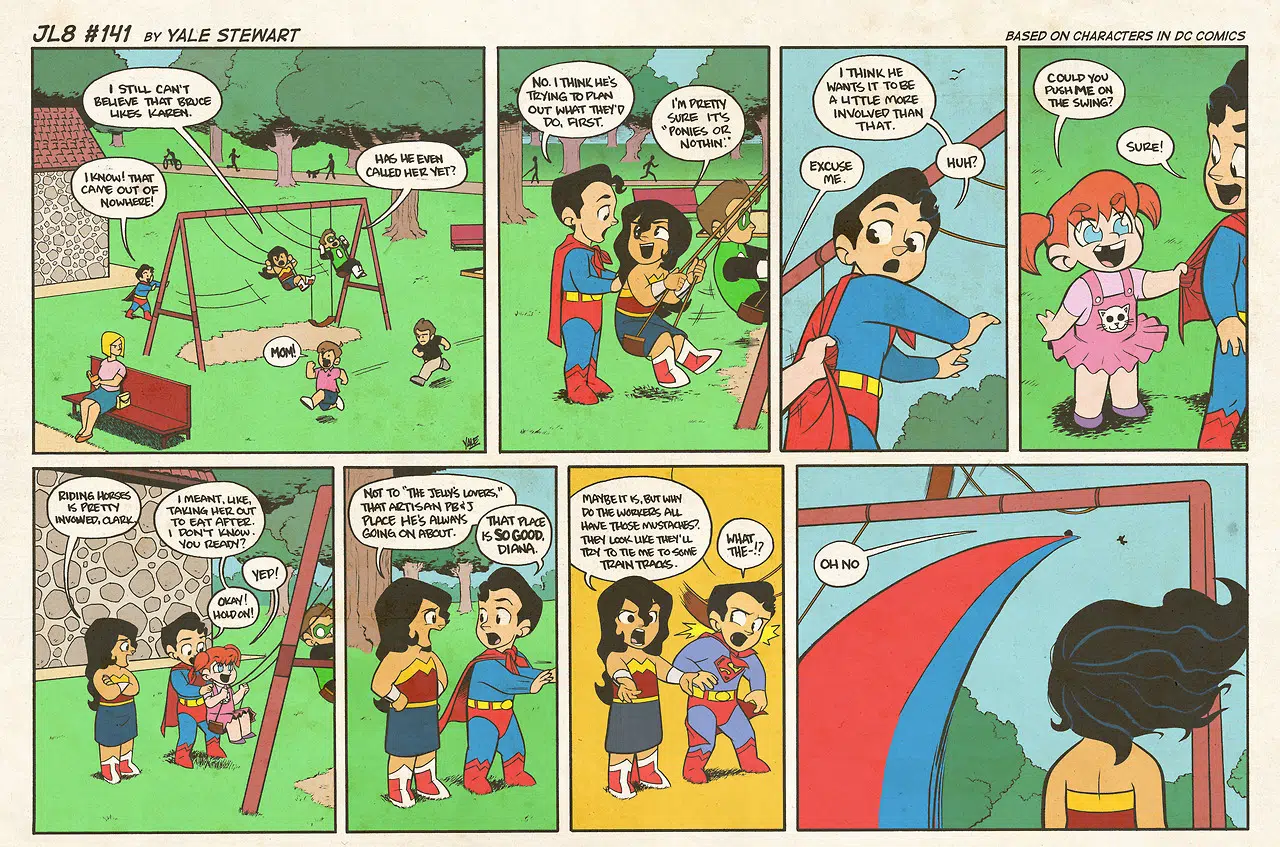 JL8 #141 BY YALE STEWART
BASED ON CHARACTERS IN DC COMICS
I STILL CAN'T
BELIEVE THAT BRUCE
LIKES KAREN.
I KNOW! THAT
CAME OUT OF
NOWHERE!
HAS HE EVEN
CALLED HER YET?
MOM!
YALE
NO. I THINK HE'S
TRYING TO PLAN
OUT WHAT THEY'D
DO, FIRST.
I'M PRETTY
SURE IT'S
"PONIES OR
NOTHIN'."
I THINK HE
WANTS IT TO BE
A LITTLE MORE
INVOLVED THAN
THAT.
EXCUSE
ME.
HUH?
COULD YOU
PUSH ME ON
THE SWING?
SURE!
RIDING HORSES
IS PRETTY
INVOLVED, CLARK.
I MEANT, LIKE,
TAKING HER OUT
TO EAT AFTER.
I DON'T KNOW.
YOU READY?
YEP!
OKAY!
HOLD ON!
NOT TO "THE JELLY'S LOVERS,"
THAT ARTISAN PB&J
PLACE HE'S ALWAYS
GOING ON ABOUT.
THAT PLACE
IS SO GOOD,
DIANA.
MAYBE IT IS, BUT WHY
DO THE WORKERS ALL
HAVE THOSE MUSTACHES?
THEY LOOK LIKE THEY'LL
TRY TO TIE ME TO SOME
TRAIN TRACKS.
WHAT
THE-!?
OH NO